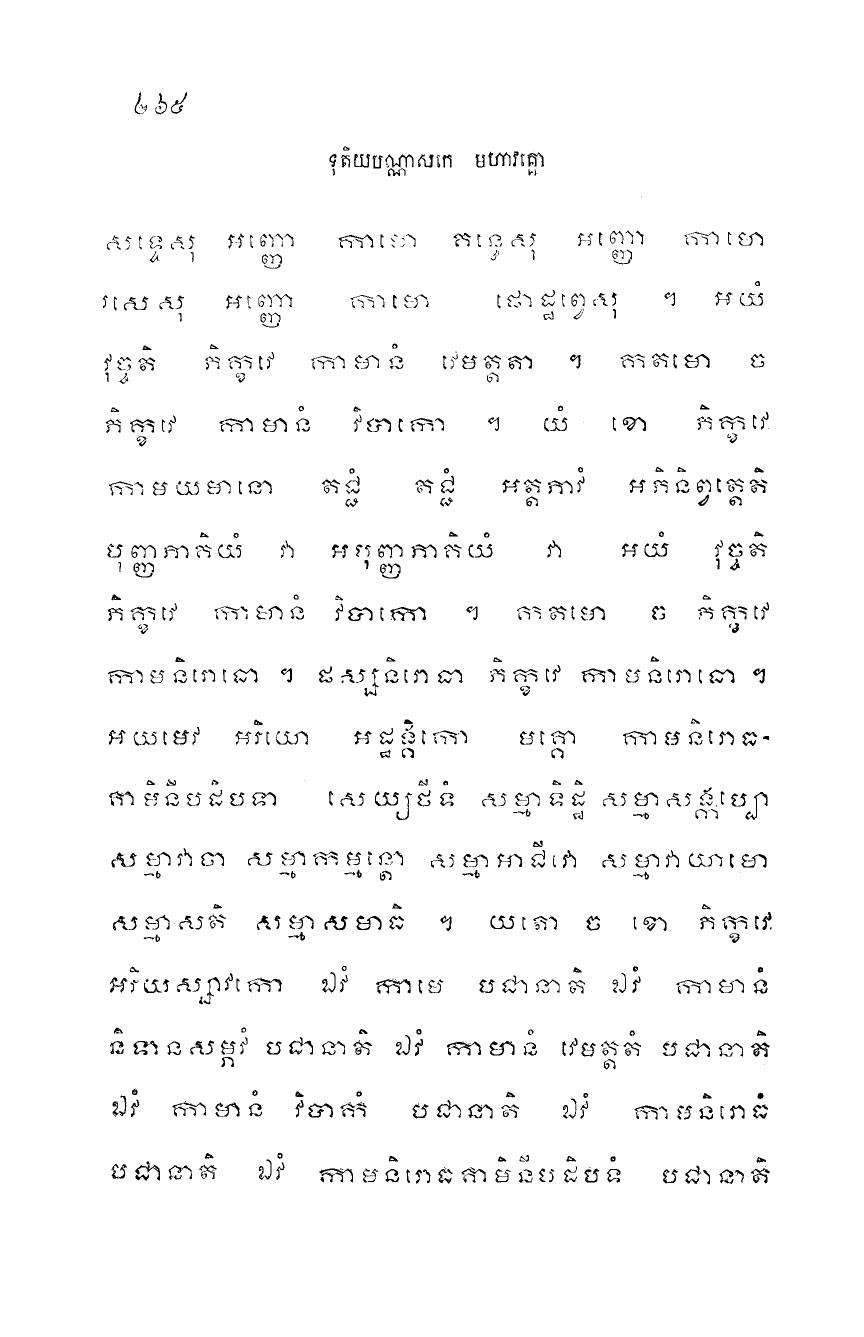 ២៦៥
ទុតិយបណ្ណាសកេ មហាវគ្គោ
សទ្ទេសុ អញ្ញោ កាមោ គន្ធេសុ អញ្ញោ កាមោ
រសេសុ អញ្ញោ កាមោ ផោដ្ឋព្វេសុ ។ អយំ
វុច្ចតិ ភិក្ខវេ កាមានំ វេមត្តតា ។ កតមោ ច
ភិក្ខវេ កាមានំ វិបាកោ ។ យំ ខោ ភិក្ខវេ
កាមយមានោ តជ្ជំ តជ្ជំ អត្តភាវំ អភិនិព្វត្តេតិ
បុញ្ញភាគិយំ វា អបុញ្ញភាគិយំ វា អយំ វុច្ចតិ
ភិក្ខវេ កាមានំ វិបាកោ ។ កតមោ ច ភិក្ខវេ
កាមនិរោធោ ។ ផស្សនិរោធា ភិក្ខវេ កាមនិរោធោ ។
អយមេវ អរិយោ អដ្ឋង្គិកោ មគ្គោ កាមនិរោធ-
គាមិនីបដិបទា សេយ្យថីទំ សម្មាទិដ្ឋិ សម្មាសង្កប្បោ
សម្មាវាចា សម្មាកម្មន្តោ សម្មាអាជីវោ សម្មាវាយាមោ
សម្មាសតិ សម្មាសមាធិ ។ យតោ ច ខោ ភិក្ខវេ
អរិយស្សាវកោ ឯវំ កាមេ បជានាតិ ឯវំ កាមានំ
និទានសម្ភវំ បជានាតិ ឯវំ កាមានំ វេមត្តតំ បជានាតិ
ឯវំ កាមានំ វិបាកំ បជានាតិ ឯវំ កាមនិរោធំ
បជានាតិ ឯវំ កាមនិរោធគាមិនីបដិបទំ បជានាតិ